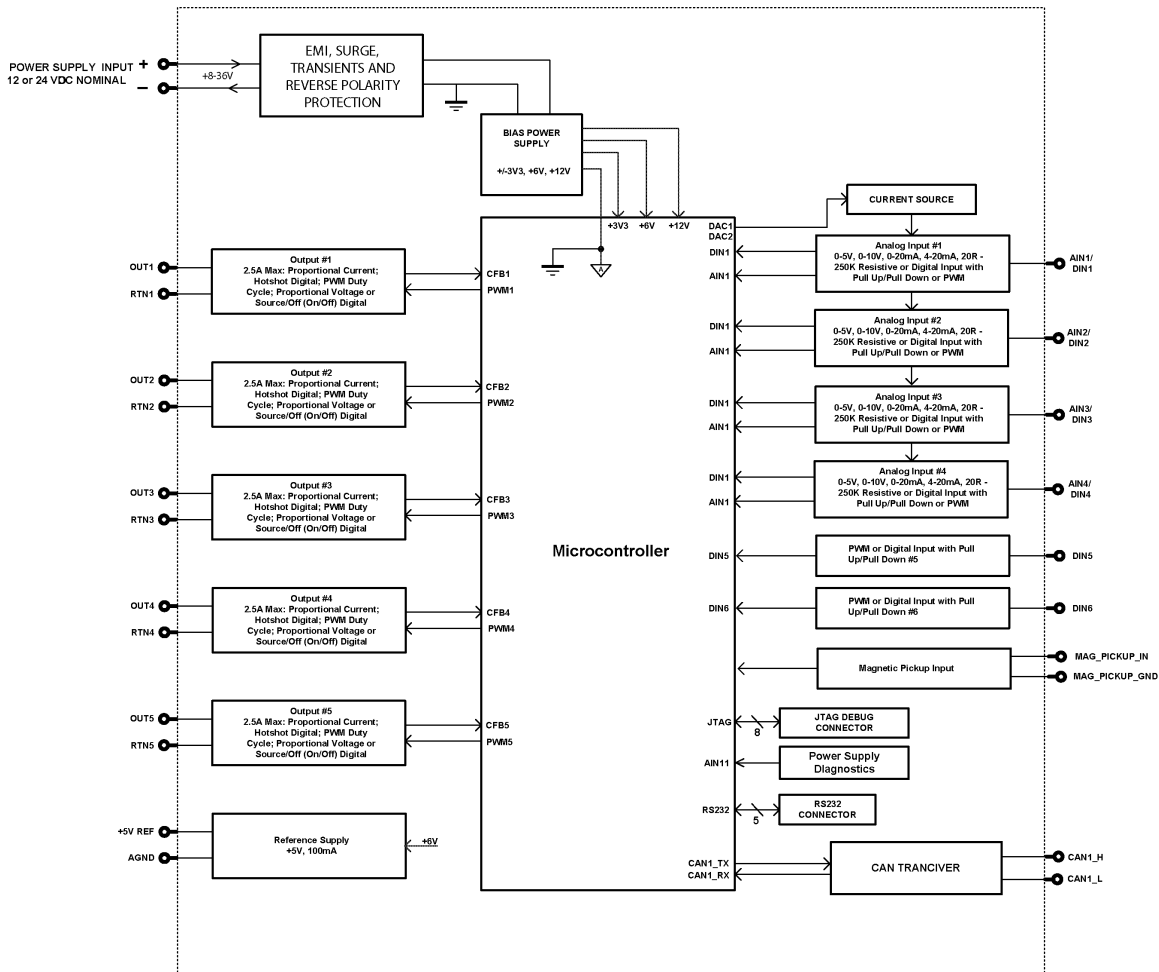 POWER SUPPLY INPUT
12 or 24 VDC NOMINAL
+
−
+8-36V
EMI, SURGE,
TRANSIENTS AND
REVERSE POLARITY
PROTECTION
BIAS POWER
SUPPLY
+/-3V3, +6V, +12V
+3V3
+6V
+12V
A
DAC1
DAC2
CURRENT SOURCE
OUT1
RTN1
Output #1
2.5A Max: Proportional Current;
Hotshot Digital; PWM Duty
Cycle; Proportional Voltage or
Source/Off (On/Off) Digital
CFB1
PWM1
OUT2
RTN2
Output #2
2.5A Max: Proportional Current;
Hotshot Digital; PWM Duty
Cycle; Proportional Voltage or
Source/Off (On/Off) Digital
CFB2
PWM2
OUT3
RTN3
Output #3
2.5A Max: Proportional Current;
Hotshot Digital; PWM Duty
Cycle; Proportional Voltage or
Source/Off (On/Off) Digital
CFB3
PWM3
OUT4
RTN4
Output #4
2.5A Max: Proportional Current;
Hotshot Digital; PWM Duty
Cycle; Proportional Voltage or
Source/Off (On/Off) Digital
CFB4
PWM4
OUT5
RTN5
Output #5
2.5A Max: Proportional Current;
Hotshot Digital; PWM Duty
Cycle; Proportional Voltage or
Source/Off (On/Off) Digital
CFB5
PWM5
+5V REF
AGND
Reference Supply
+5V, 100mA
+6V
Microcontroller
DIN1
AIN1
Analog Input #1
0-5V, 0-10V, 0-20mA, 4-20mA, 20R -
250K Resistive or Digital Input with
Pull Up/Pull Down or PWM
AIN1/
DIN1
DIN1
AIN1
Analog Input #2
0-5V, 0-10V, 0-20mA, 4-20mA, 20R -
250K Resistive or Digital Input with
Pull Up/Pull Down or PWM
AIN2/
DIN2
DIN1
AIN1
Analog Input #3
0-5V, 0-10V, 0-20mA, 4-20mA, 20R -
250K Resistive or Digital Input with
Pull Up/Pull Down or PWM
AIN3/
DIN3
DIN1
AIN1
Analog Input #4
0-5V, 0-10V, 0-20mA, 4-20mA, 20R -
250K Resistive or Digital Input with
Pull Up/Pull Down or PWM
AIN4/
DIN4
DIN5
PWM or Digital Input with Pull
Up/Pull Down #5
DIN5
DIN6
PWM or Digital Input with Pull
Up/Pull Down #6
DIN6
Magnetic Pickup Input
MAG_PICKUP_IN
MAG_PICKUP_GND
JTAG
8
JTAG DEBUG
CONNECTOR
AIN11
Power Supply
Diagnostics
RS232
5
RS232
CONNECTOR
CAN1_TX
CAN1_RX
CAN TRANCIVER
CAN1_H
CAN1_L